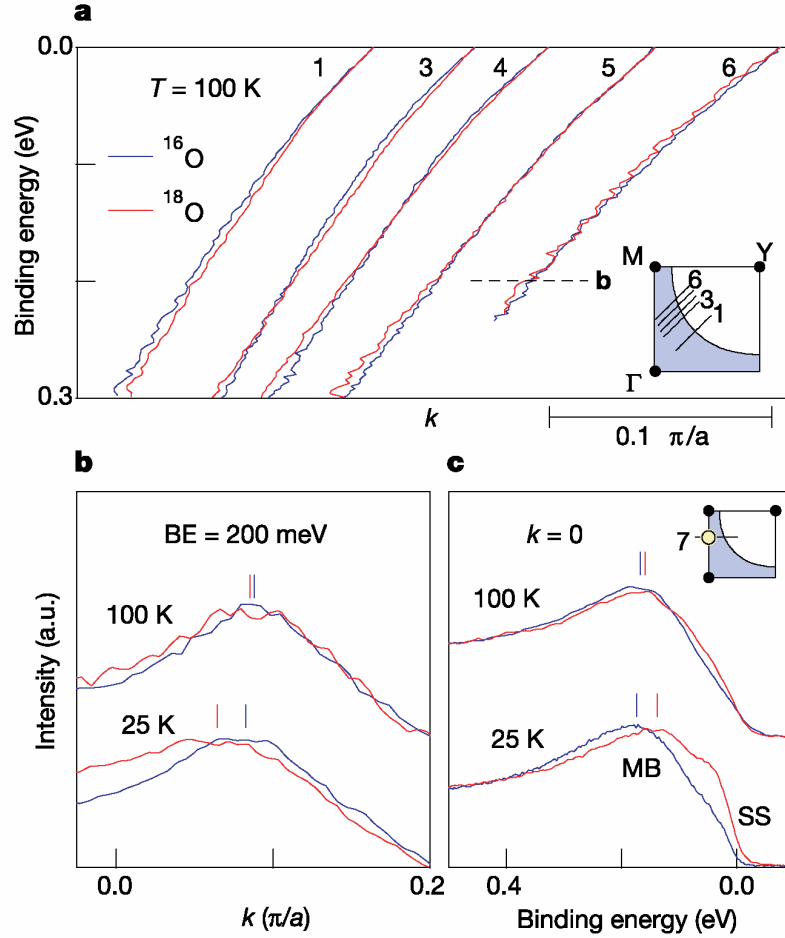 a
0.0
1
3
4
5
6
T = 100 K
¹⁶O
¹⁸O
Binding energy (eV)
b
M
Y
6
3
1
Γ
0.3
k
0.1 π/a
b
c
BE = 200 meV
k = 0
7
100 K
100 K
25 K
25 K
MB
SS
Intensity (a.u.)
0.0
0.2
0.4
0.0
k (π/a)
Binding energy (eV)